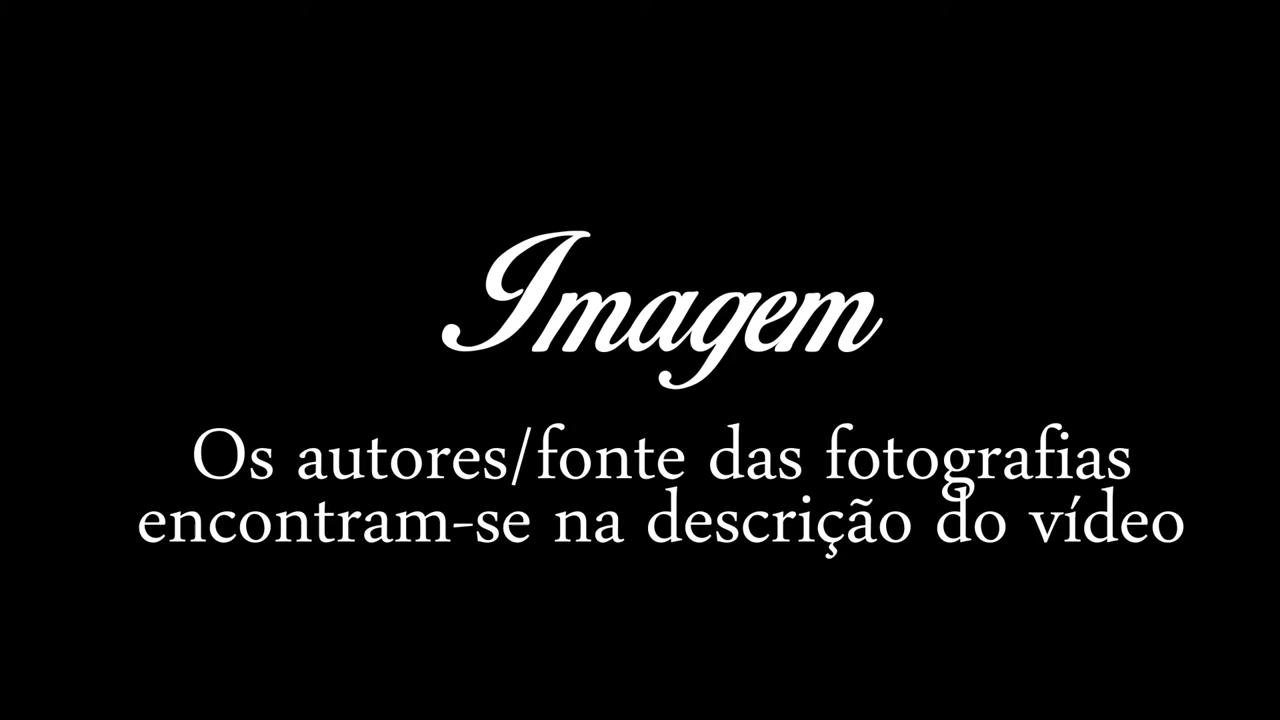 Imagem
Os autores/fonte das fotografias
encontram-se na descrição do vídeo